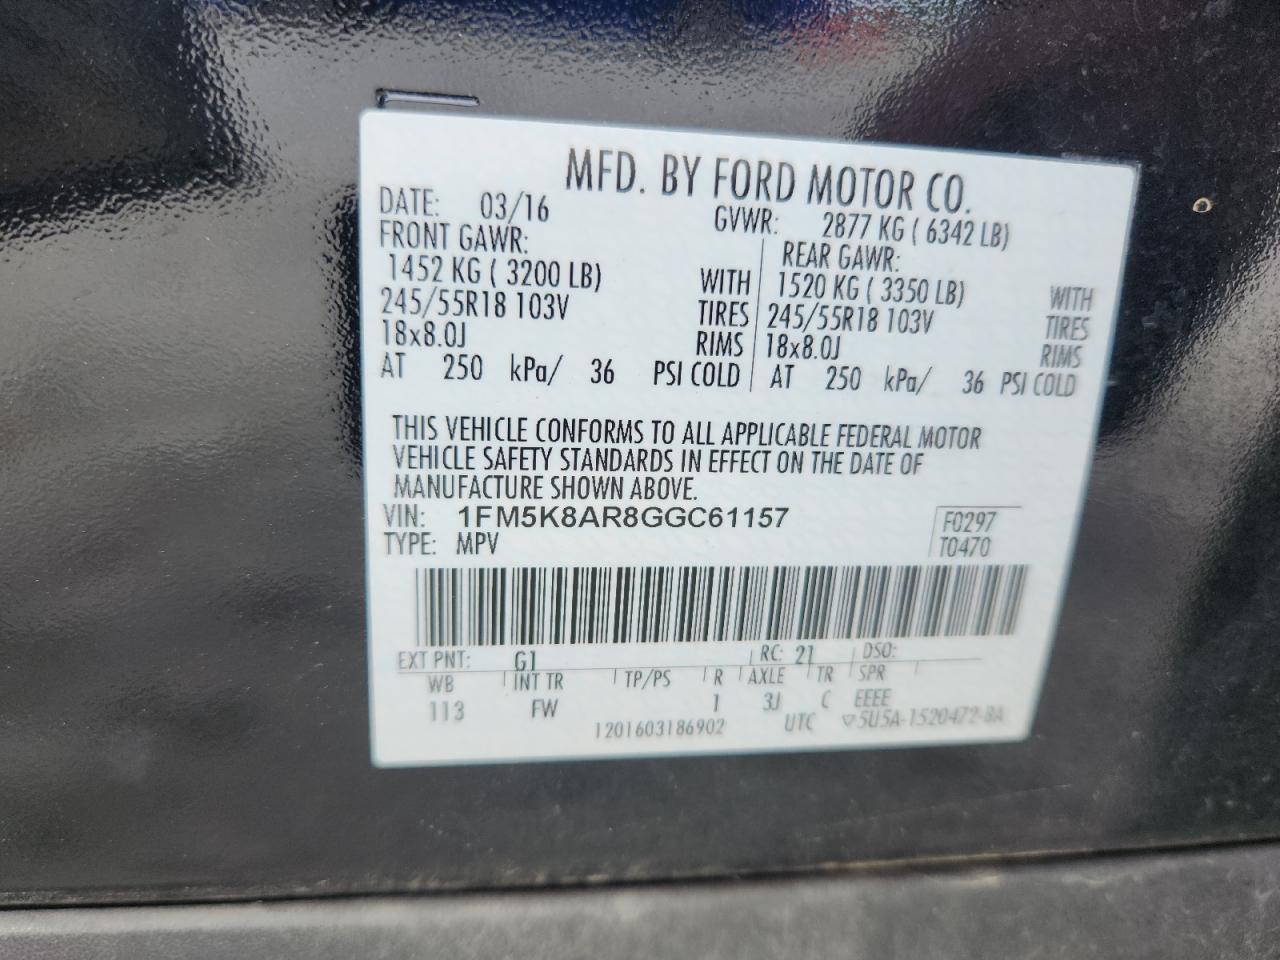 MFD. BY FORD MOTOR CO.
DATE: 03/16 GVWR: 2877 KG ( 6342 LB)
FRONT GAWR: REAR GAWR:
1452 KG ( 3200 LB) WITH 1520 KG ( 3350 LB) WITH
245/55R18 103V TIRES 245/55R18 103V TIRES
18x8.0J RIMS 18x8.0J RIMS
AT 250 kPa/ 36 PSI COLD AT 250 kPa/ 36 PSI COLD
THIS VEHICLE CONFORMS TO ALL APPLICABLE FEDERAL MOTOR
VEHICLE SAFETY STANDARDS IN EFFECT ON THE DATE OF
MANUFACTURE SHOWN ABOVE.
VIN: 1FM5K8AR8GGC61157 F0297
TYPE: MPV T0470
EXT PNT: G1 RC: 21 DSO:
WB INT TR TP/PS R AXLE TR SPR
113 FW 1 3J C EEEE
1201603186902 UTC ▽5U5A-1520472-BA